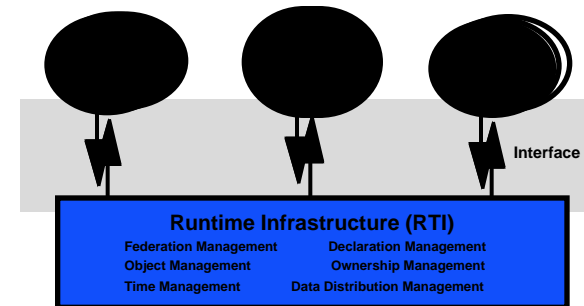 Interface
Runtime Infrastructure (RTI)
Federation Management Declaration Management
Object Management Ownership Management
Time Management Data Distribution Management